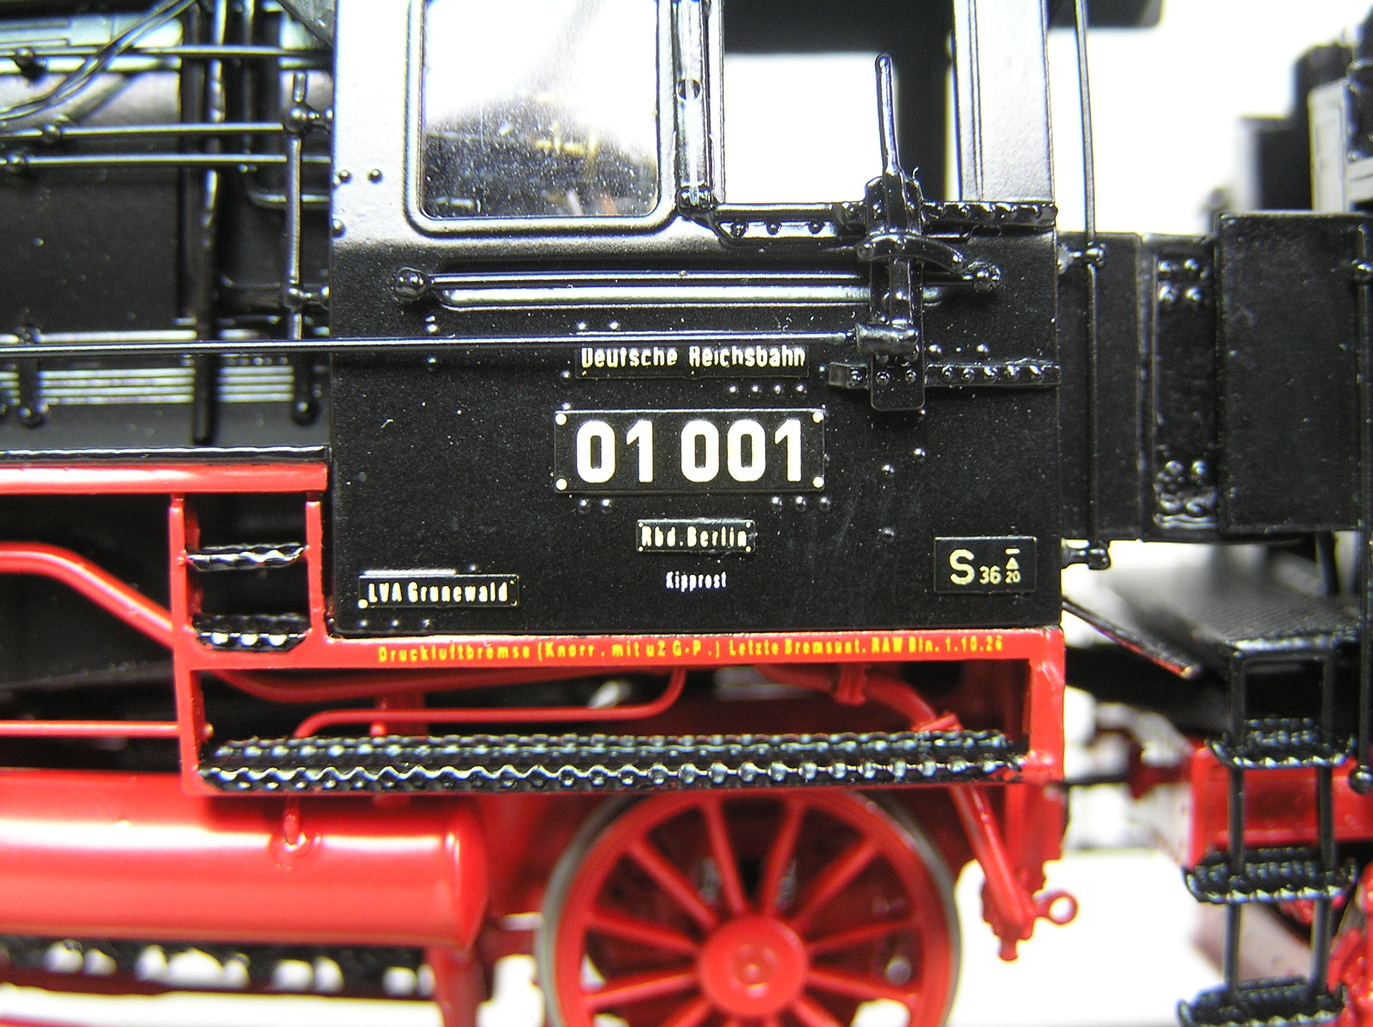 Deutsche Reichsbahn
01 001
Rbd. Berlin
Kipprost
LVA Grunewald
S 36 20
Druckluftbremse (Knorr. mit u2 G-P.) Letzte Bremsunt. RAW Bln. 1.10.26